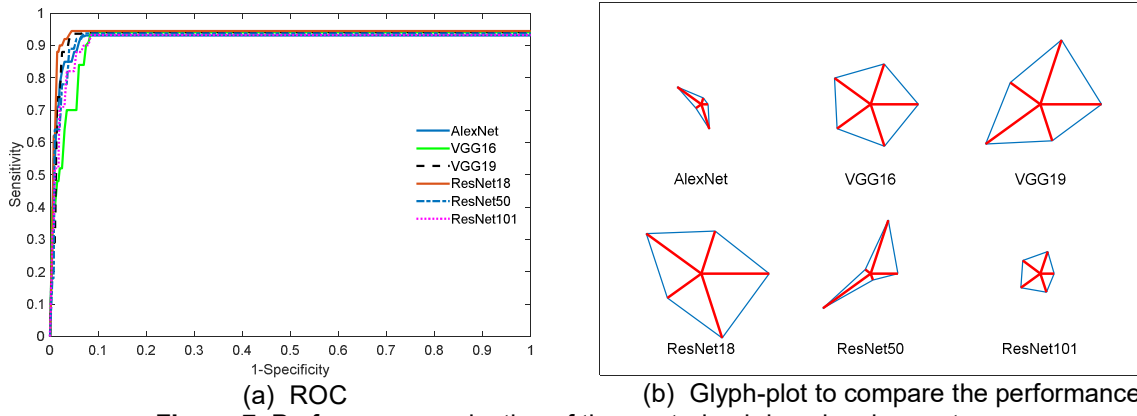 1
0.9
0.8
0.7
0.6
0.5
0.4
0.3
0.2
0.1
0
Sensitivity
0 0.1 0.2 0.3 0.4 0.5 0.6 0.7 0.8 0.9 1
1-Specificity
AlexNet
VGG16
VGG19
ResNet18
ResNet50
ResNet101
(a) ROC
AlexNet VGG16 VGG19
ResNet18 ResNet50 ResNet101
(b) Glyph-plot to compare the performance